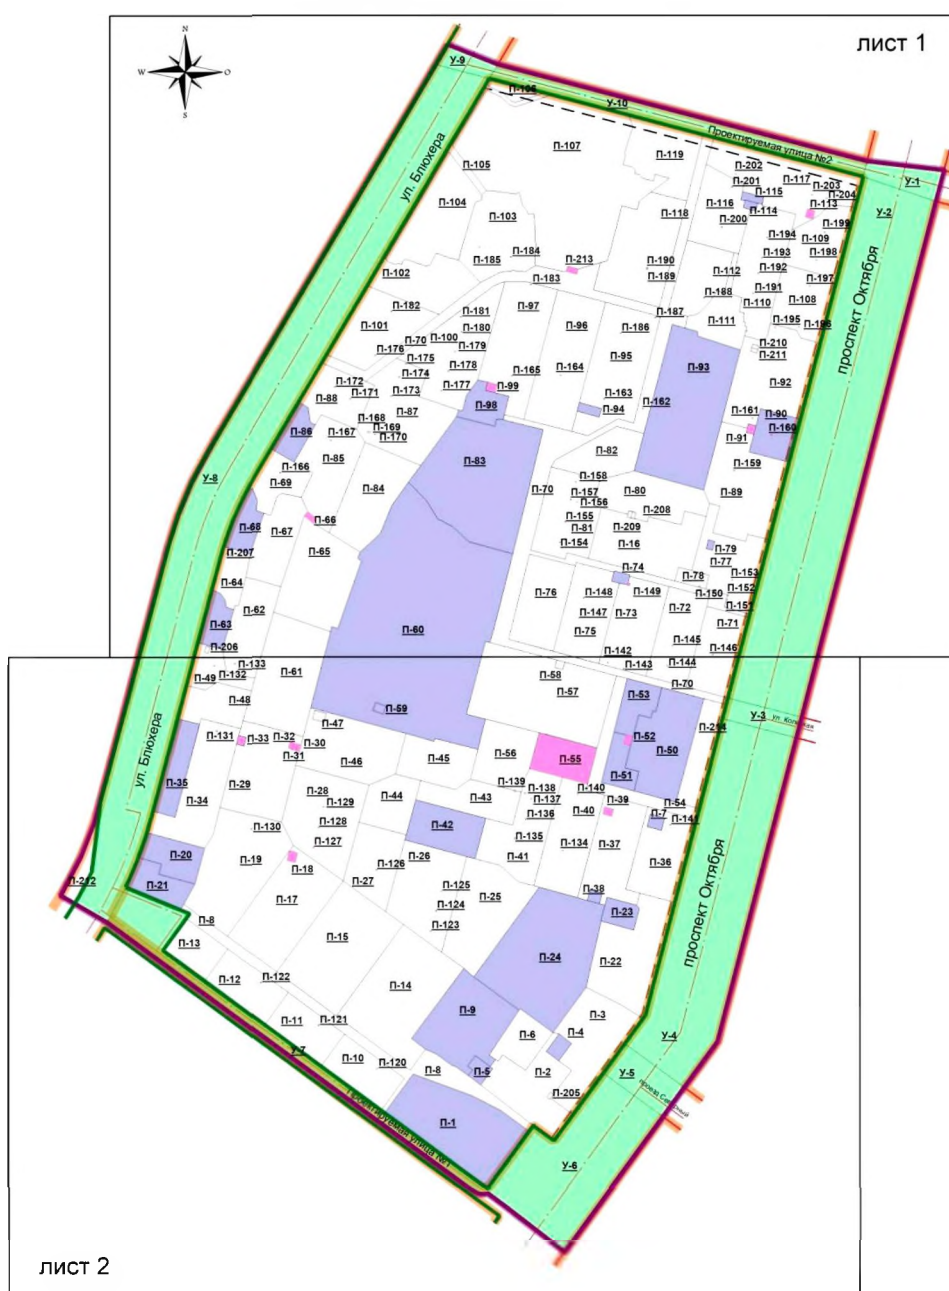 лист 1
N
W
O
S
У-9
П-106
У-10
Проектируемая улица №2
П-107
П-119
П-202
П-201
П-117
П-203
У-1
П-105
П-115
П-204
П-116
П-114
П-113
П-104
П-103
П-118
П-200
П-199
У-2
П-194
П-109
П-184
П-193
П-198
П-185
П-213
П-190
П-192
П-102
П-183
П-189
П-112
П-197
П-188
П-191
П-182
П-181
П-97
П-187
П-110
П-108
П-101
П-180
П-96
П-186
П-111
П-195
П-196
П-70
П-100
П-176
П-179
П-210
П-175
П-95
П-211
П-178
П-165
П-164
П-93
П-174
П-172
П-177
П-99
П-92
П-88
П-171
П-173
П-163
П-98
П-94
П-162
П-161
П-90
П-87
П-168
П-86
П-167
П-169
П-160
П-170
П-91
П-82
П-85
П-83
П-159
П-166
П-158
У-8
П-69
П-84
П-70
П-157
П-80
П-89
П-156
П-208
П-66
П-155
П-68
П-67
П-81
П-209
П-65
П-154
П-16
П-79
П-207
П-77
П-74
П-78
П-153
П-64
П-76
П-148
П-149
П-150
П-152
П-62
П-147
П-73
П-72
П-151
П-63
П-60
П-75
П-71
П-145
П-206
П-142
П-146
П-133
П-143
П-144
П-49
П-132
П-61
П-58
П-70
П-57
П-48
П-59
П-53
У-3
ул. Кольская
П-47
П-214
П-131
П-33
П-32
П-30
П-52
П-50
П-31
П-46
П-45
П-56
П-55
П-35
П-29
П-139
П-51
П-34
П-28
П-44
П-138
П-140
П-129
П-43
П-137
П-39
П-54
П-136
П-40
П-7
П-141
П-130
П-128
П-42
П-127
П-135
П-134
П-37
П-20
П-19
П-126
П-26
П-41
П-36
П-18
П-27
П-125
П-21
П-25
П-38
П-212
П-17
П-124
П-23
П-8
П-123
П-13
П-15
П-24
П-22
П-12
П-122
П-14
П-9
П-3
П-11
П-121
П-6
П-4
У-4
У-7
П-10
П-120
П-8
П-5
П-2
У-5
П-205
проезд Северный
П-1
Проектируемая улица №1
У-6
ул. Блюхера
ул. Блюхера
проспект Октября
проспект Октября
лист 2